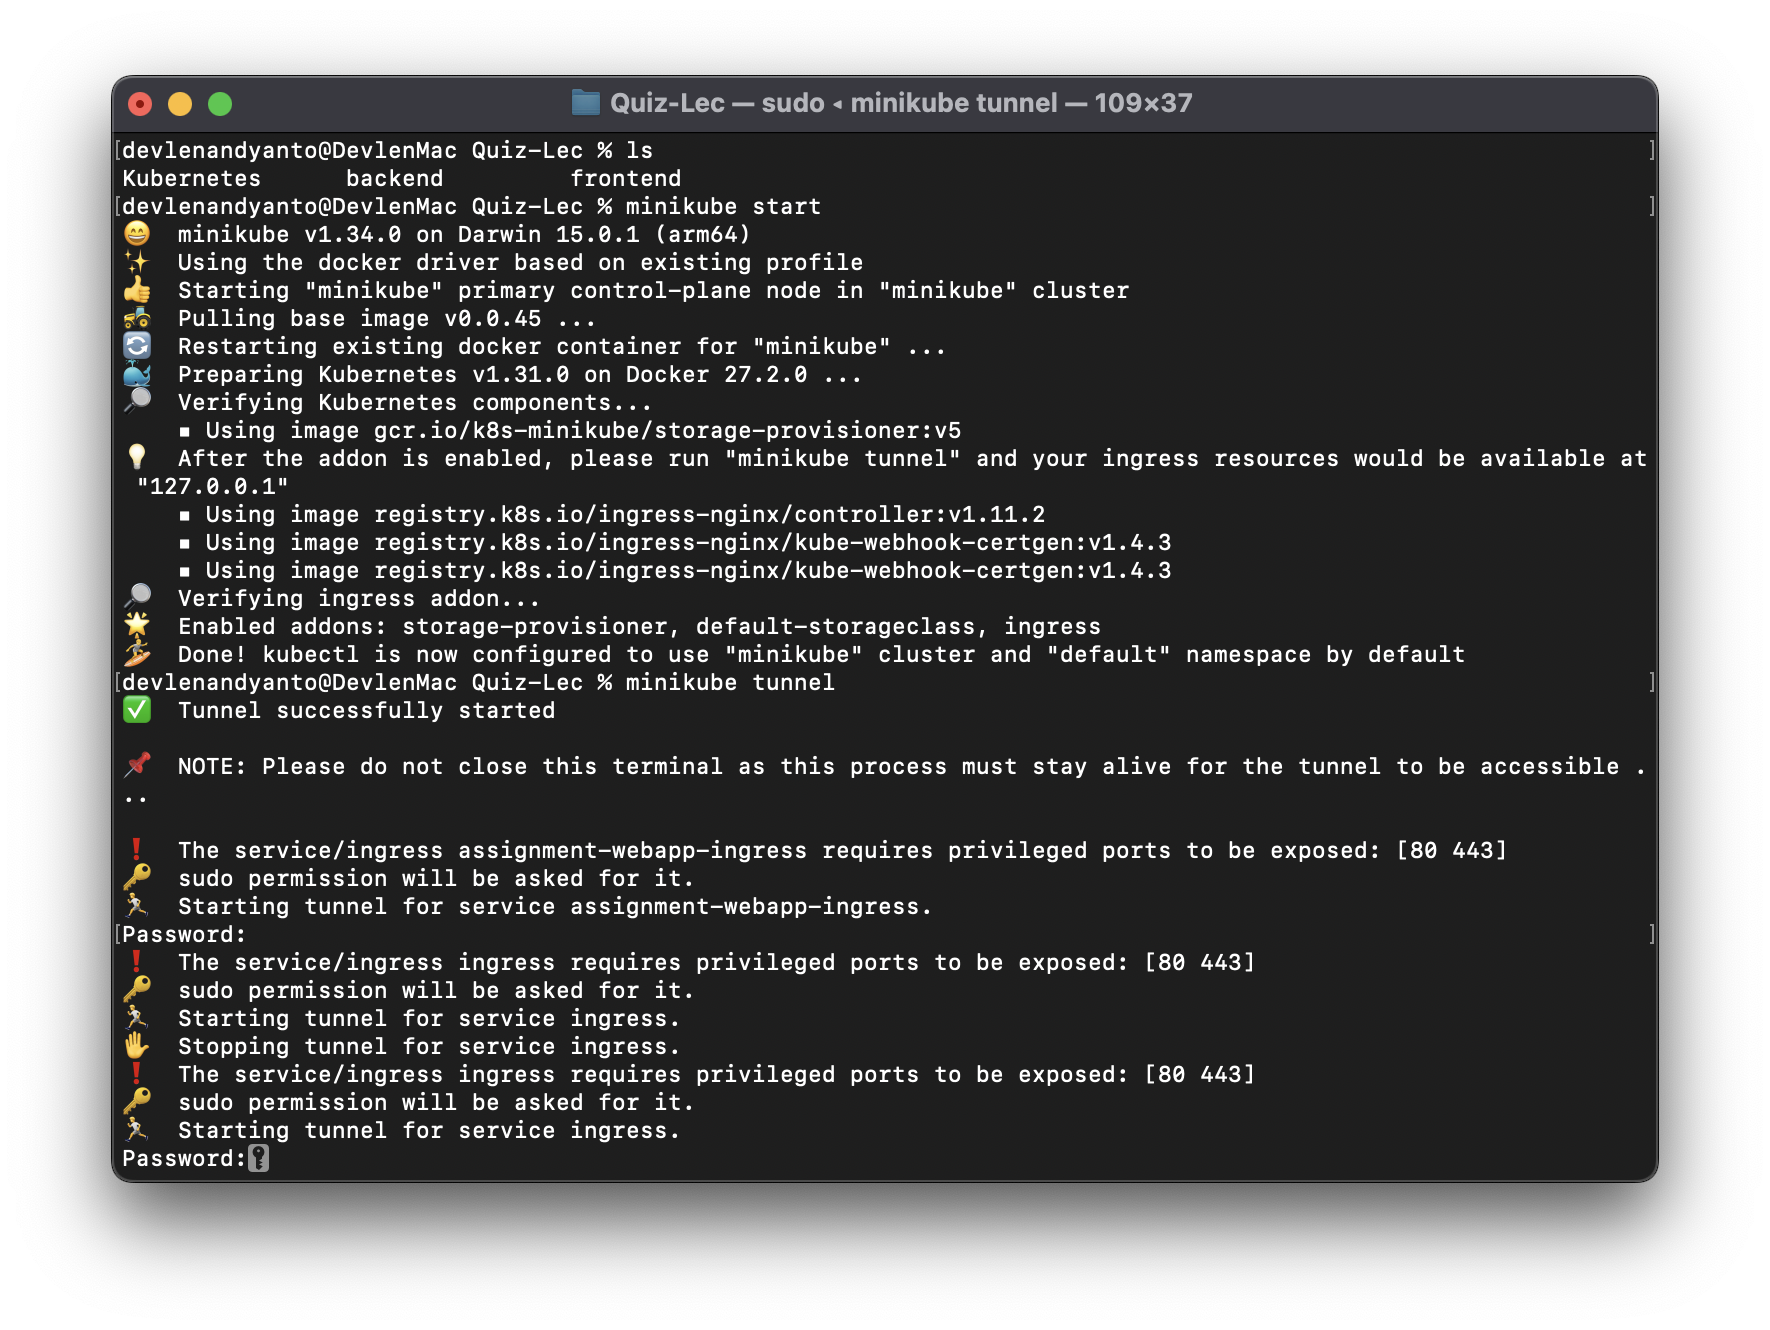 Quiz-Lec — sudo ◂ minikube tunnel — 109×37
devlenandyanto@DevlenMac Quiz-Lec % ls
Kubernetes backend frontend
devlenandyanto@DevlenMac Quiz-Lec % minikube start
😄 minikube v1.34.0 on Darwin 15.0.1 (arm64)
✨ Using the docker driver based on existing profile
👍 Starting "minikube" primary control-plane node in "minikube" cluster
🚜 Pulling base image v0.0.45 ...
🔄 Restarting existing docker container for "minikube" ...
🐳 Preparing Kubernetes v1.31.0 on Docker 27.2.0 ...
🔎 Verifying Kubernetes components...
▪ Using image gcr.io/k8s-minikube/storage-provisioner:v5
💡 After the addon is enabled, please run "minikube tunnel" and your ingress resources would be available at
"127.0.0.1"
▪ Using image registry.k8s.io/ingress-nginx/controller:v1.11.2
▪ Using image registry.k8s.io/ingress-nginx/kube-webhook-certgen:v1.4.3
▪ Using image registry.k8s.io/ingress-nginx/kube-webhook-certgen:v1.4.3
🔎 Verifying ingress addon...
🌟 Enabled addons: storage-provisioner, default-storageclass, ingress
🏄 Done! kubectl is now configured to use "minikube" cluster and "default" namespace by default
devlenandyanto@DevlenMac Quiz-Lec % minikube tunnel
✅ Tunnel successfully started
📌 NOTE: Please do not close this terminal as this process must stay alive for the tunnel to be accessible .
..
❗ The service/ingress assignment-webapp-ingress requires privileged ports to be exposed: [80 443]
🔑 sudo permission will be asked for it.
🏃 Starting tunnel for service assignment-webapp-ingress.
Password:
❗ The service/ingress ingress requires privileged ports to be exposed: [80 443]
🔑 sudo permission will be asked for it.
🏃 Starting tunnel for service ingress.
✋ Stopping tunnel for service ingress.
❗ The service/ingress ingress requires privileged ports to be exposed: [80 443]
🔑 sudo permission will be asked for it.
🏃 Starting tunnel for service ingress.
Password: